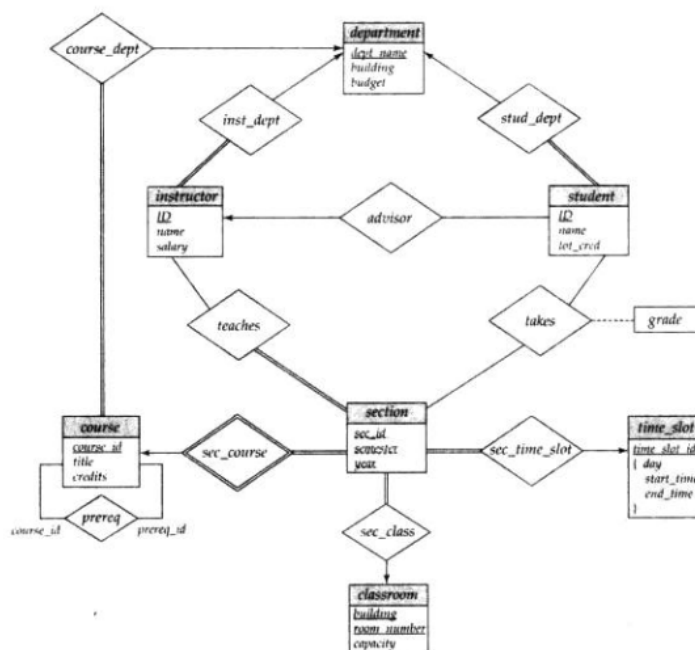 department
course_dept
dept_name
building
budget
inst_dept
stud_dept
instructor
ID
name
salary
advisor
student
ID
name
tot_cred
teaches
takes
grade
course
course_id
title
credits
sec_course
section
sec_id
semester
year
sec_time_slot
time_slot
time_slot_id
{ day
start_time
end_time
}
prereq
course_id
prereq_id
sec_class
classroom
building
room_number
capacity